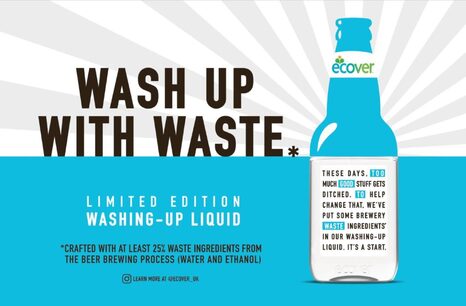 WASH UP
WITH WASTE.*
LIMITED EDITION
WASHING-UP LIQUID
*CRAFTED WITH AT LEAST 25% WASTE INGREDIENTS FROM
THE BEER BREWING PROCESS (WATER AND ETHANOL)
LEARN MORE AT @ECOVER_UK
ecover
THESE DAYS, TOO
MUCH GOOD STUFF GETS
DITCHED. TO HELP
CHANGE THAT, WE'VE
PUT SOME BREWERY
WASTE INGREDIENTS*
IN OUR WASHING-UP
LIQUID. IT'S A START.
ecover